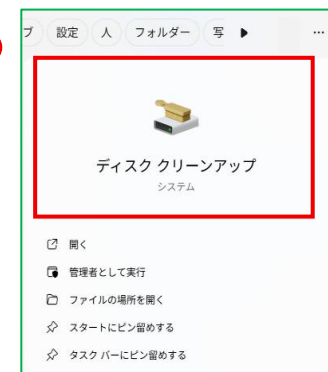 ブ 設定 人 フォルダー 写 ▶ …
ディスク クリーンアップ
システム
開く
管理者として実行
ファイルの場所を開く
スタートにピン留めする
タスク バーにピン留めする